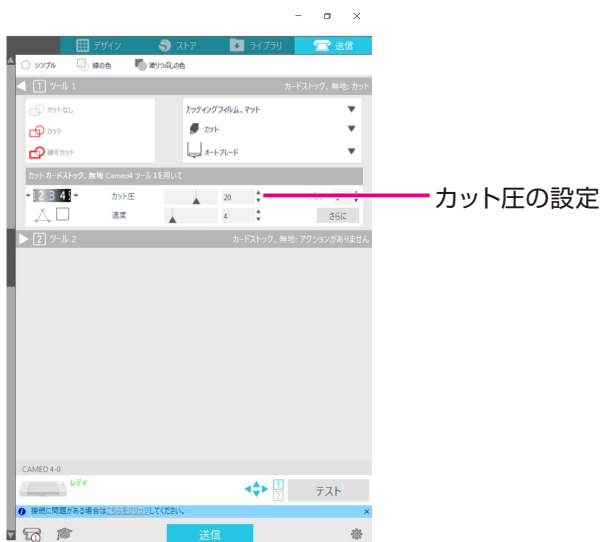 デザイン ストア ライブラリ 送信
シンプル 線の色 塗りつぶしの色
1 ツール 1 カードストック、無地: カット
カットなし カッティングフィルム、マット
カット カット
線をカット オートブレード
カット カードストック、無地 Cameo4 ツール 1を用いて
2 3 4 カット圧 20 1
カット圧の設定
速度 4 さらに
2 ツール 2 カードストック、無地: アクションがありません
CAMEO 4-0
レディ
1
2
テスト
接続に問題がある場合はこちらをクリックしてください。 ×
送信